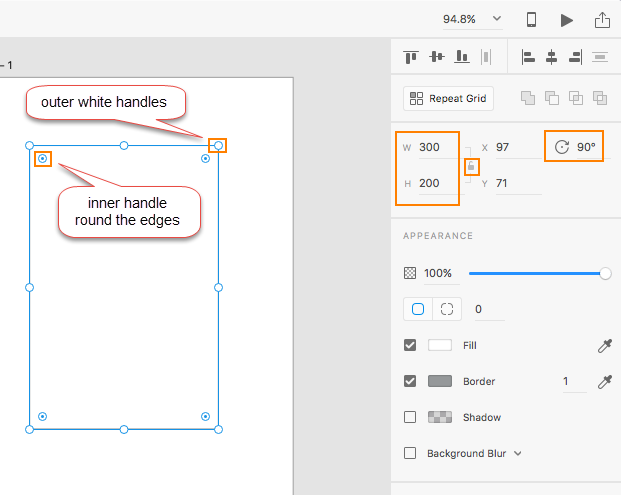 94.8%
– 1
outer white handles
Repeat Grid
W 300 X 97 90°
H 200 Y 71
inner handle
round the edges
APPEARANCE
100%
0
Fill
Border 1
Shadow
Background Blur